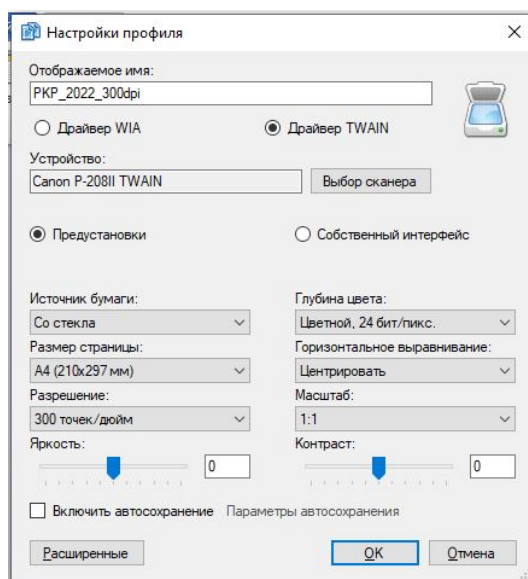 Настройки профиля
Отображаемое имя:
PKP_2022_300dpi
Драйвер WIA
Драйвер TWAIN
Устройство:
Canon P-208II TWAIN
Выбор сканера
Предустановки
Собственный интерфейс
Источник бумаги:
Глубина цвета:
Со стекла
Цветной, 24 бит/пикс.
Размер страницы:
Горизонтальное выравнивание:
A4 (210x297 мм)
Центрировать
Разрешение:
Масштаб:
300 точек/дюйм
1:1
Яркость:
Контраст:
0
0
Включить автосохранение
Параметры автосохранения
Расширенные
OK
Отмена